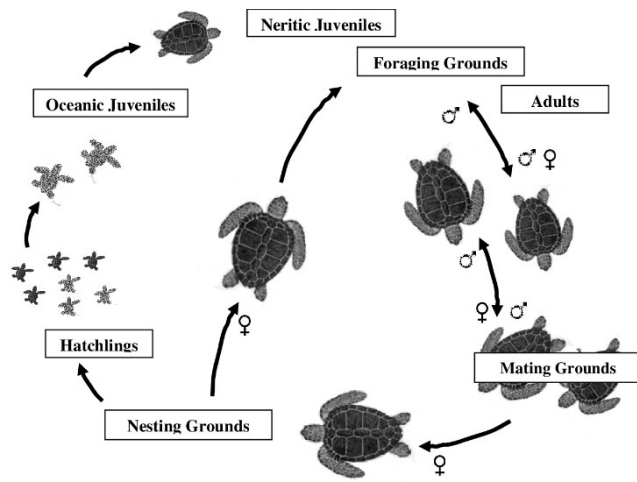 Neritic Juveniles
Foraging Grounds
Oceanic Juveniles
Adults
♂
♂ ♀
♂
♀ ♂
♀
Hatchlings
Mating Grounds
Nesting Grounds
♀